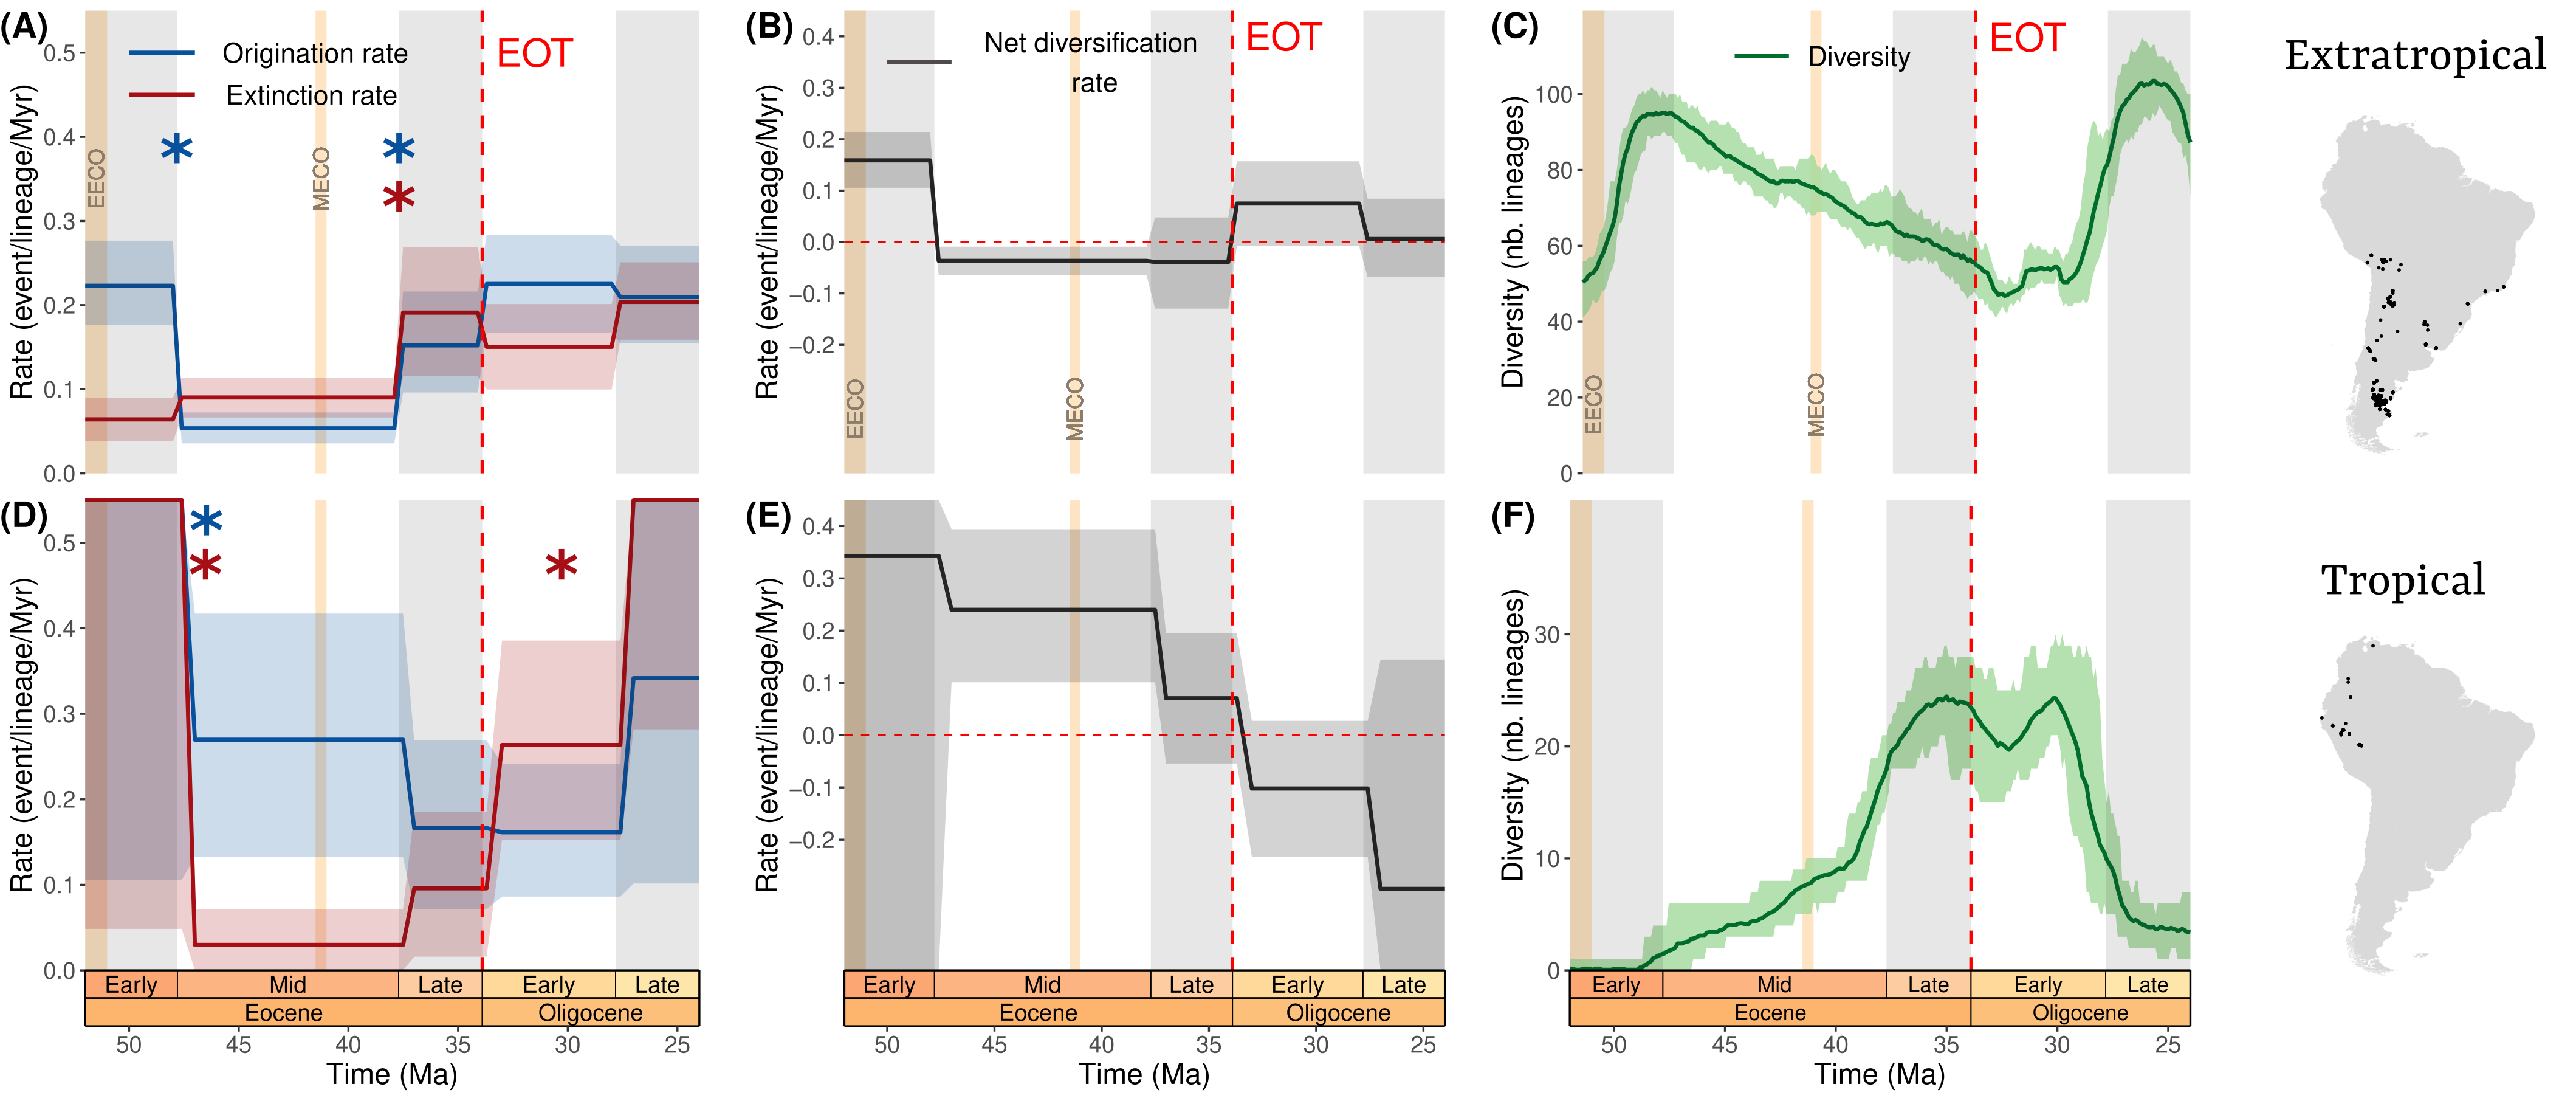 (A)
Origination rate
Extinction rate
EOT
EECO
MECO
*
*
*
Rate (event/lineage/Myr)
0.5
0.4
0.3
0.2
0.1
0.0
(B)
Net diversification
rate
EOT
EECO
MECO
Rate (event/lineage/Myr)
0.4
0.3
0.2
0.1
0.0
−0.1
−0.2
(C)
Diversity
EOT
EECO
MECO
Diversity (nb. lineages)
100
80
60
40
20
0
Extratropical
(D)
*
*
*
Rate (event/lineage/Myr)
0.5
0.4
0.3
0.2
0.1
0.0
Early Mid Late Early Late
Eocene Oligocene
50 45 40 35 30 25
Time (Ma)
(E)
Rate (event/lineage/Myr)
0.4
0.3
0.2
0.1
0.0
−0.1
−0.2
Early Mid Late Early Late
Eocene Oligocene
50 45 40 35 30 25
Time (Ma)
(F)
Diversity (nb. lineages)
30
20
10
0
Early Mid Late Early Late
Eocene Oligocene
50 45 40 35 30 25
Time (Ma)
Tropical